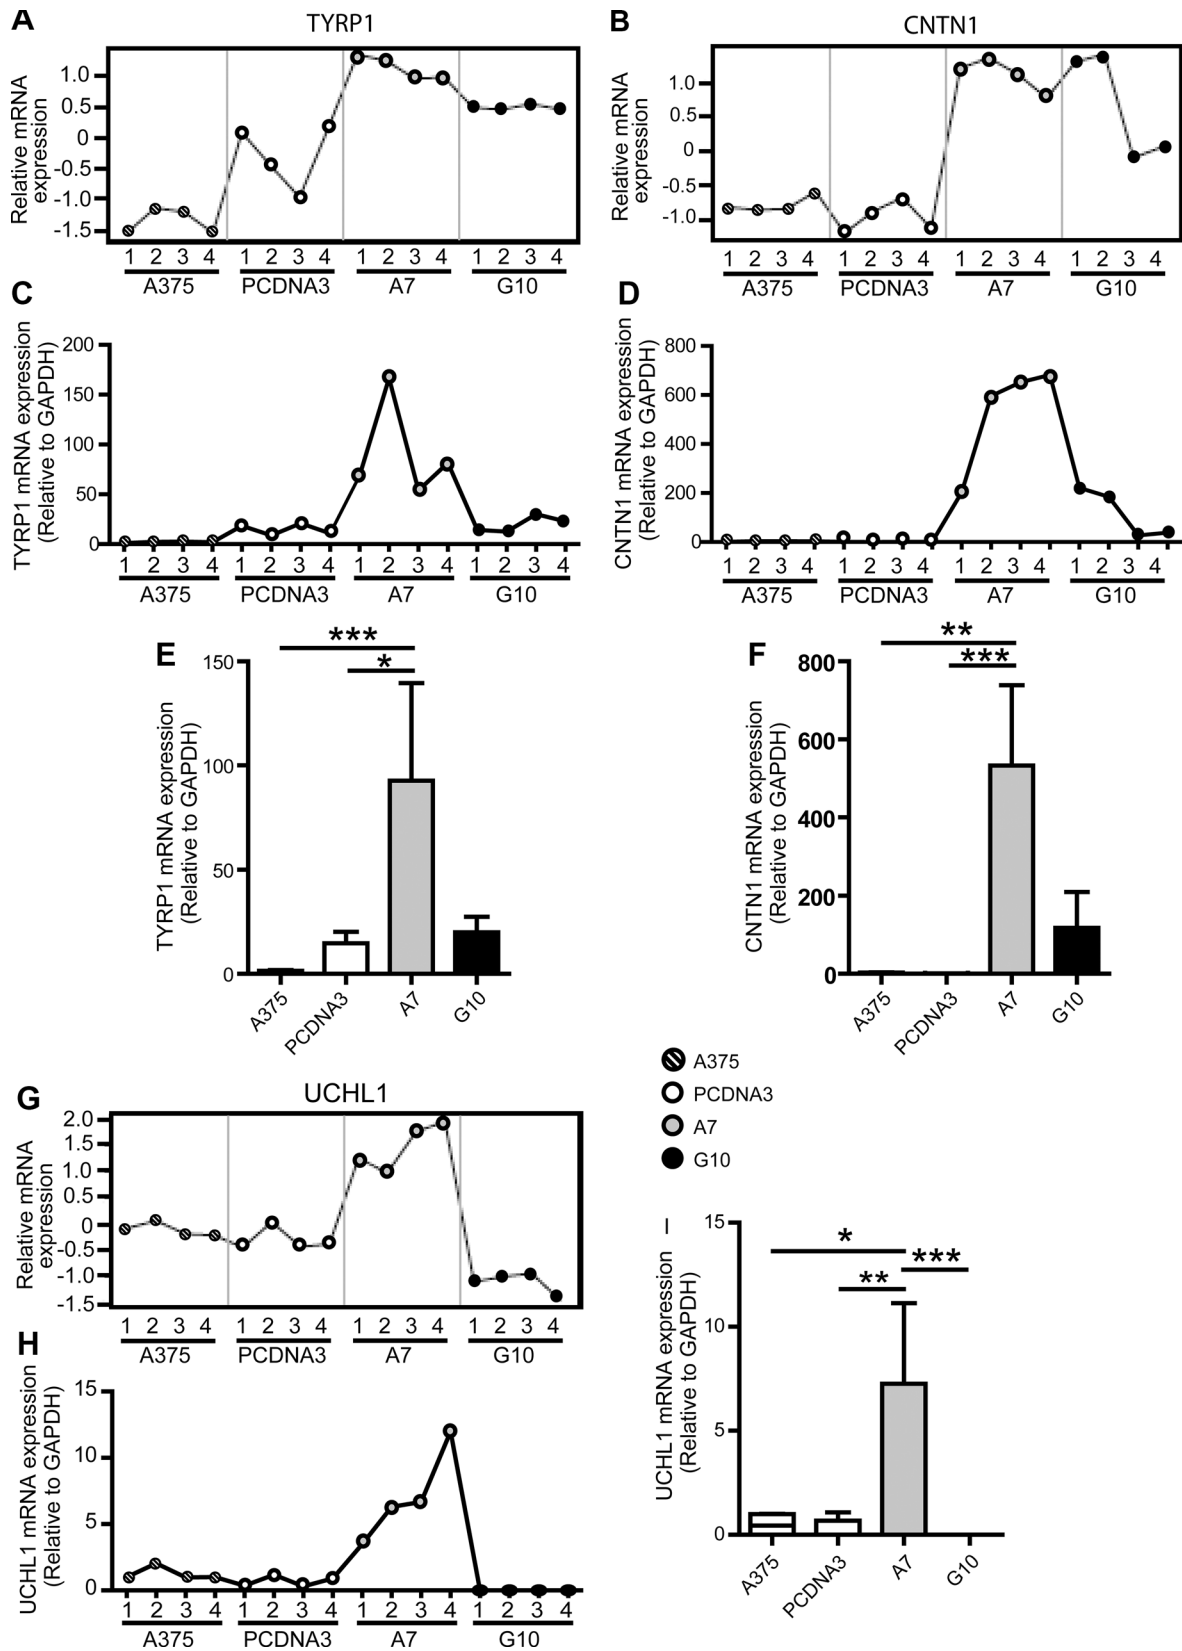 A
TYRP1
Relative mRNA
expression
1.0
0.5
0
-0.5
-1.0
-1.5
1 2 3 4 1 2 3 4 1 2 3 4 1 2 3 4
A375 PCDNA3 A7 G10
B
CNTN1
Relative mRNA
expression
1.0
0.5
0
-0.5
-1.0
1 2 3 4 1 2 3 4 1 2 3 4 1 2 3 4
A375 PCDNA3 A7 G10
C
TYRP1 mRNA expression
(Relative to GAPDH)
200
150
100
50
0
1 2 3 4 1 2 3 4 1 2 3 4 1 2 3 4
A375 PCDNA3 A7 G10
D
CNTN1 mRNA expression
(Relative to GAPDH)
800
600
400
200
0
1 2 3 4 1 2 3 4 1 2 3 4 1 2 3 4
A375 PCDNA3 A7 G10
E
TYRP1 mRNA expression
(Relative to GAPDH)
150
100
50
0
***
*
A375 PCDNA3 A7 G10
F
CNTN1 mRNA expression
(Relative to GAPDH)
800
600
400
200
0
**
***
A375 PCDNA3 A7 G10
A375
PCDNA3
A7
G10
G
UCHL1
Relative mRNA
expression
2.0
1.5
1.0
0.5
0
-0.5
-1.0
-1.5
1 2 3 4 1 2 3 4 1 2 3 4 1 2 3 4
A375 PCDNA3 A7 G10
H
UCHL1 mRNA expression
(Relative to GAPDH)
15
10
5
0
1 2 3 4 1 2 3 4 1 2 3 4 1 2 3 4
A375 PCDNA3 A7 G10
I
UCHL1 mRNA expression
(Relative to GAPDH)
15
10
5
0
*
***
**
A375 PCDNA3 A7 G10